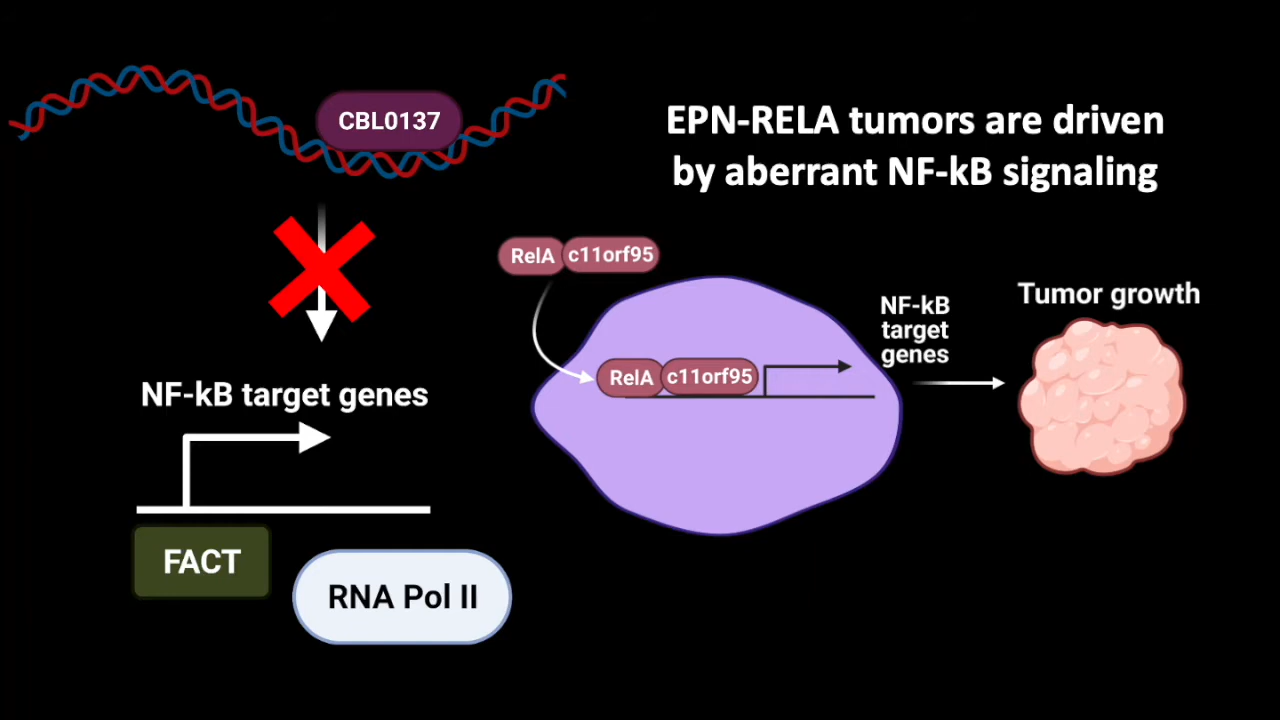 CBL0137
EPN-RELA tumors are driven
by aberrant NF-kB signaling
RelA c11orf95
NF-kB
target
genes
Tumor growth
RelA c11orf95
NF-kB target genes
FACT
RNA Pol II